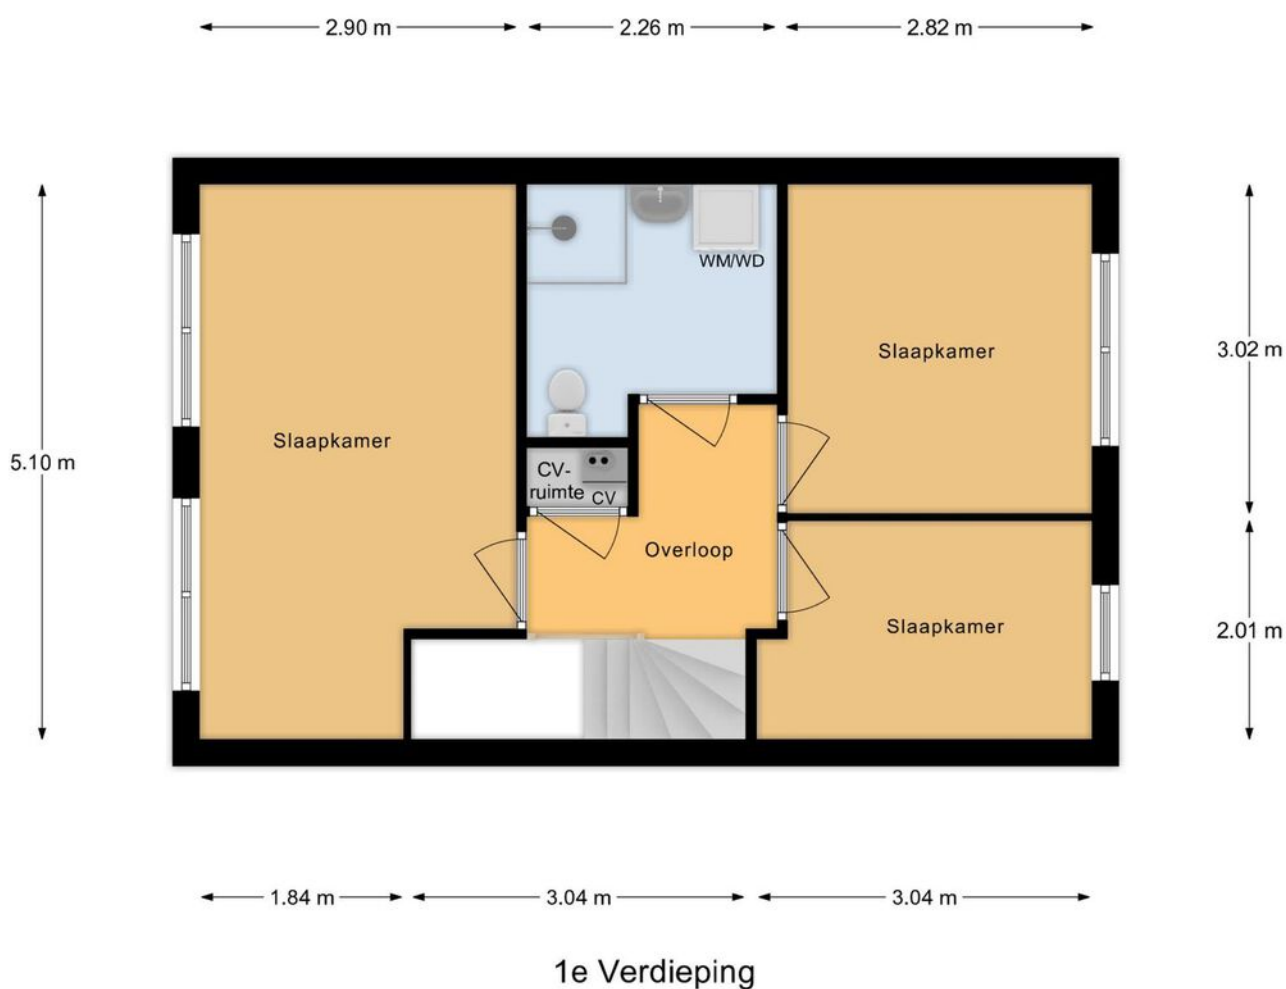 2.90 m
2.26 m
2.82 m
WM/WD
Slaapkamer
3.02 m
Slaapkamer
5.10 m
CV-
ruimte
CV
Overloop
Slaapkamer
2.01 m
1.84 m
3.04 m
3.04 m
1e Verdieping